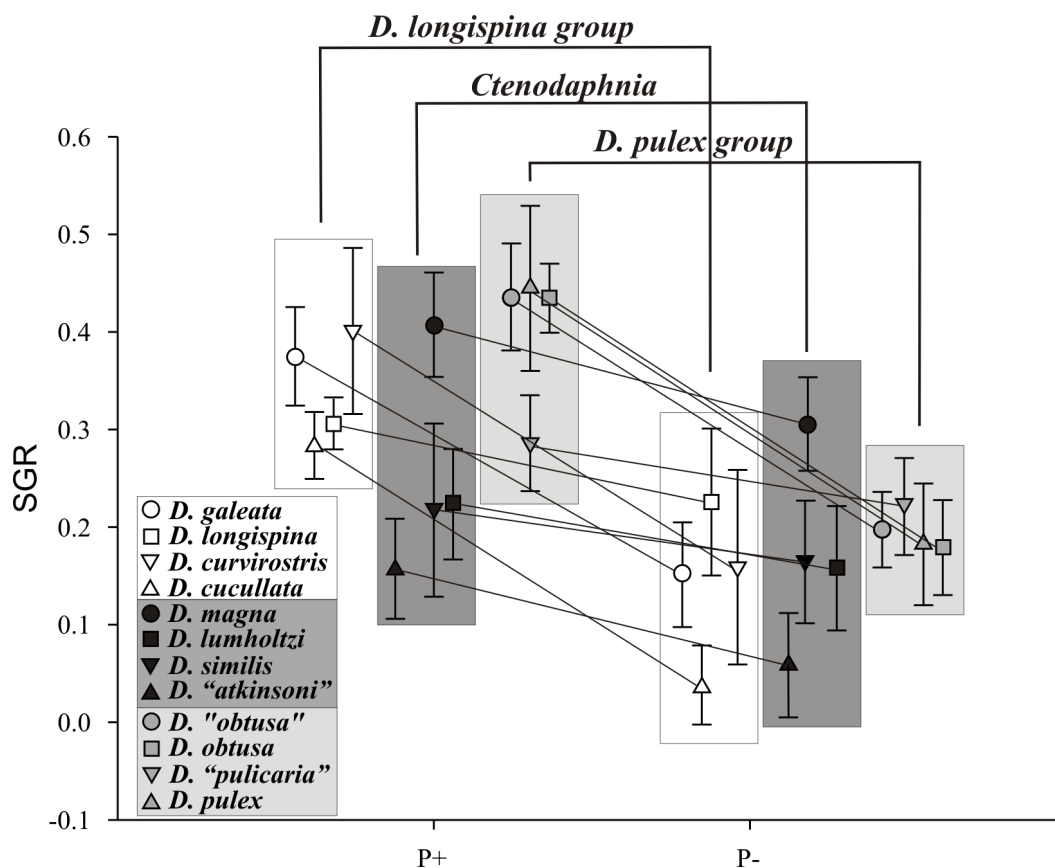 D. longispina group
Ctenodaphnia
D. pulex group
0.6
0.5
0.4
0.3
0.2
0.1
0.0
-0.1
SGR
D. galeata
D. longispina
D. curvirostris
D. cucullata
D. magna
D. lumholtzi
D. similis
D. “atkinsoni”
D. "obtusa"
D. obtusa
D. “pulicaria”
D. pulex
P+ P-